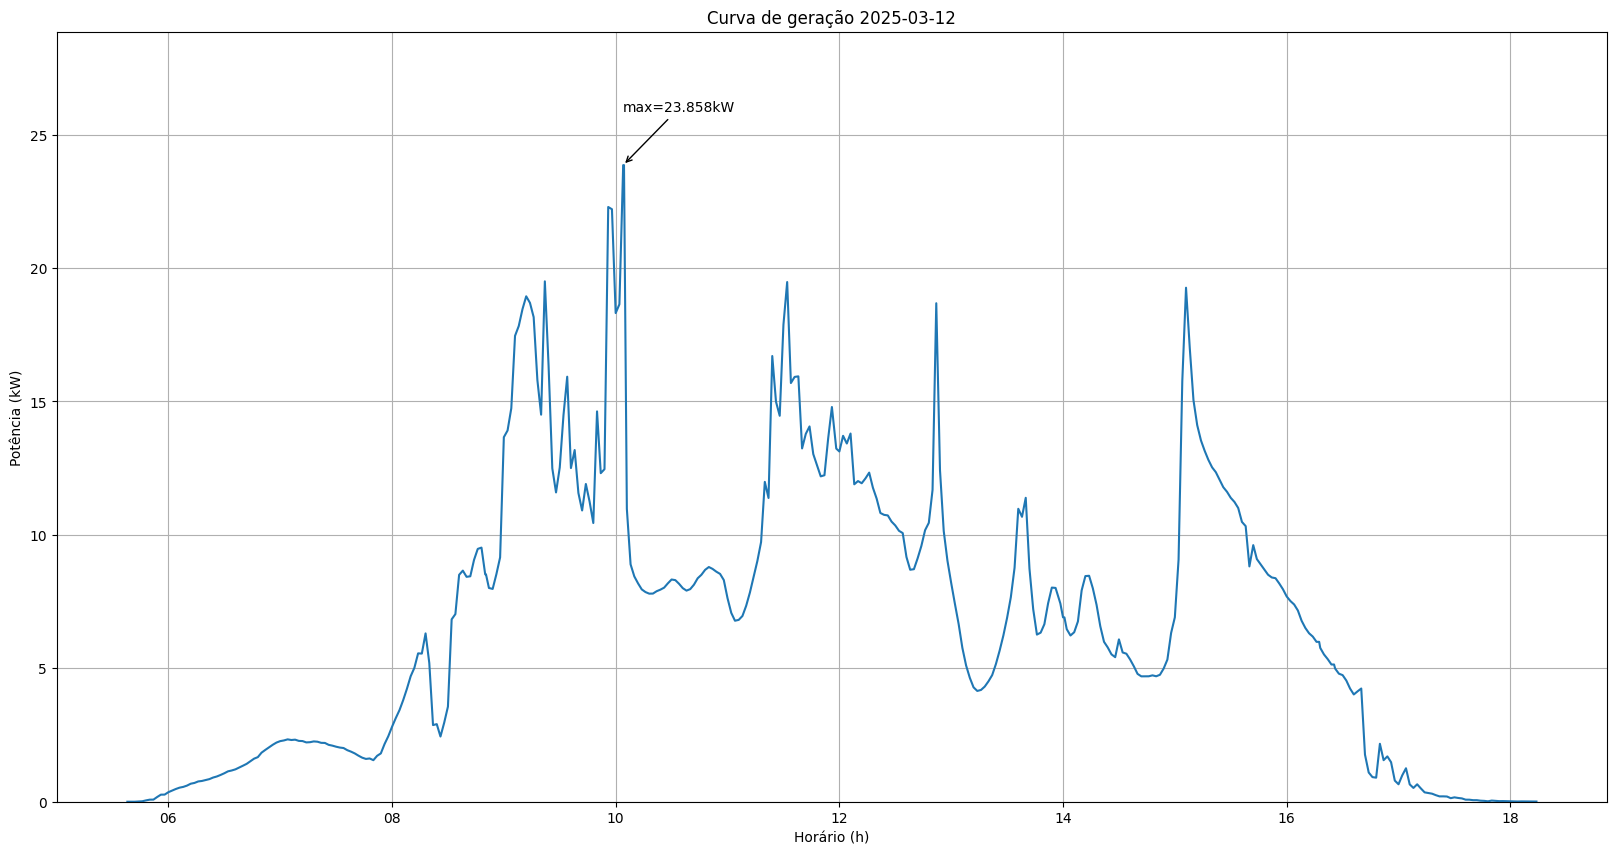 Curva de geração 2025-03-12
max=23.858kW
Potência (kW)
25
20
15
10
5
0
06 08 10 12 14 16 18
Horário (h)